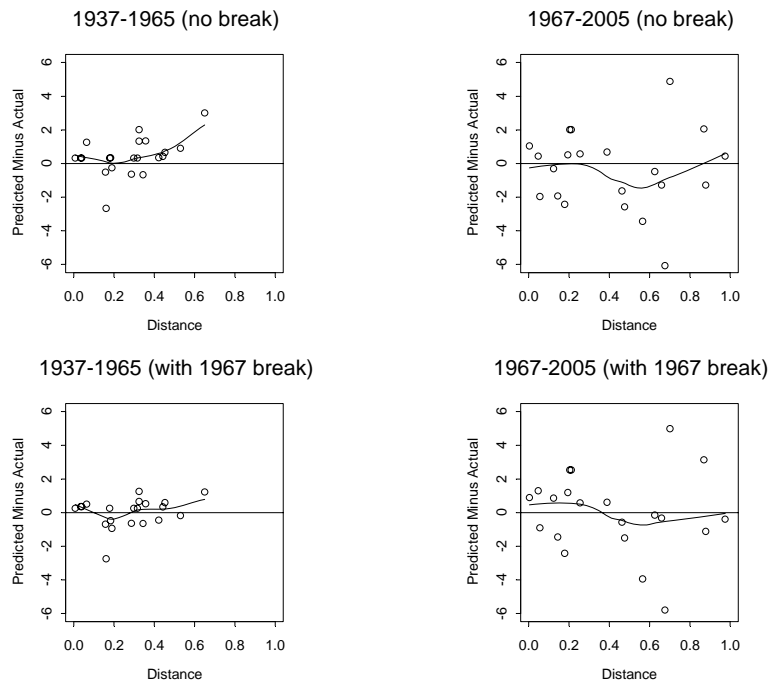 1937-1965 (no break)
Predicted Minus Actual
6
4
2
0
-2
-4
-6
0.0 0.2 0.4 0.6 0.8 1.0
Distance
1967-2005 (no break)
Predicted Minus Actual
6
4
2
0
-2
-4
-6
0.0 0.2 0.4 0.6 0.8 1.0
Distance
1937-1965 (with 1967 break)
Predicted Minus Actual
6
4
2
0
-2
-4
-6
0.0 0.2 0.4 0.6 0.8 1.0
Distance
1967-2005 (with 1967 break)
Predicted Minus Actual
6
4
2
0
-2
-4
-6
0.0 0.2 0.4 0.6 0.8 1.0
Distance